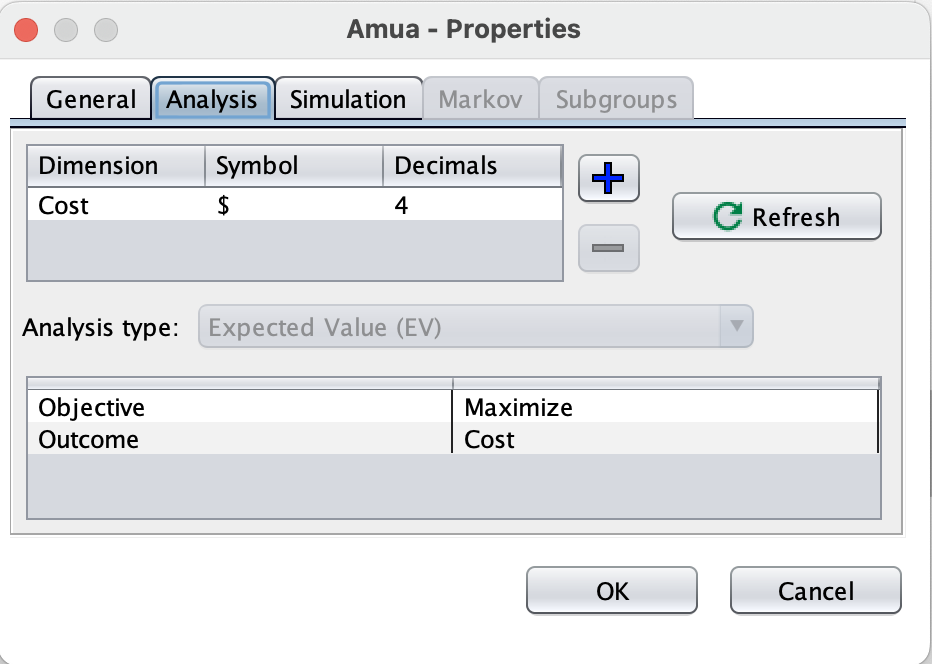 Amua - Properties
General Analysis Simulation Markov Subgroups
Dimension Symbol Decimals
Cost $ 4
Refresh
Analysis type: Expected Value (EV)
Objective Maximize
Outcome Cost
OK Cancel